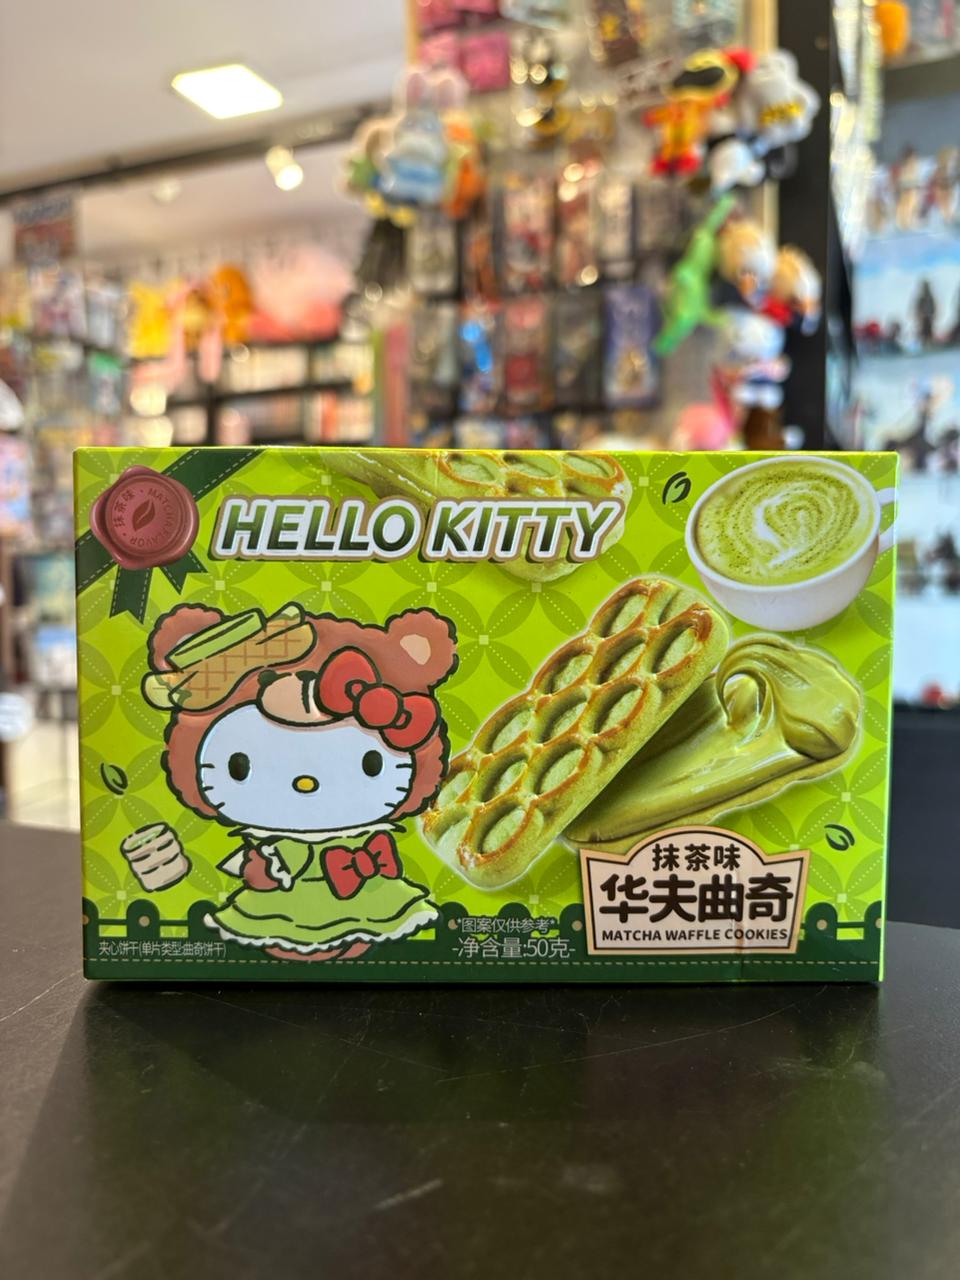 抹茶味 · MATCHA FLAVOR ·
HELLO KITTY
抹茶味
华夫曲奇
MATCHA WAFFLE COOKIES
*图案仅供参考*
-净含量:50克-
夹心饼干(单片类型:曲奇饼干)